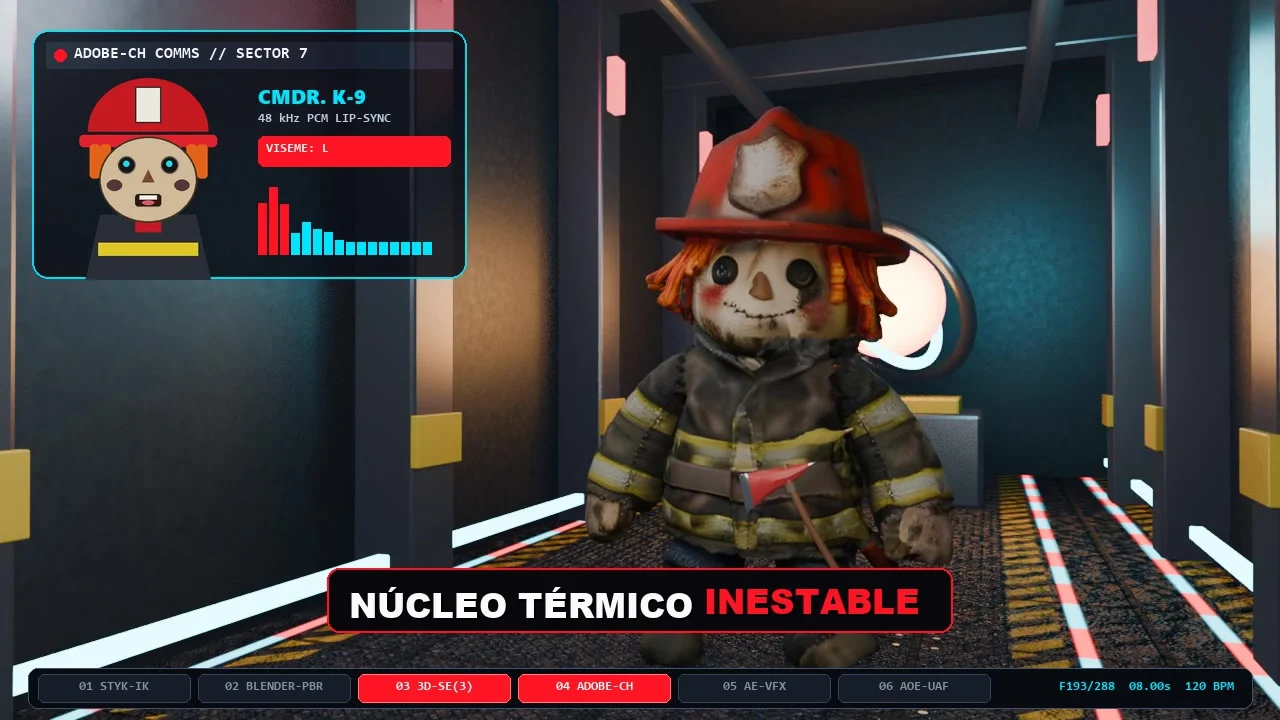 ADOBE-CH COMMS // SECTOR 7
CMDR. K-9
48 kHz PCM LIP-SYNC
VISEME: L
NÚCLEO TÉRMICO INESTABLE
01 STYK-IK
02 BLENDER-PBR
03 3D-SE(3)
04 ADOBE-CH
05 AE-VFX
06 AOE-UAF
F193/288 08.00s 120 BPM